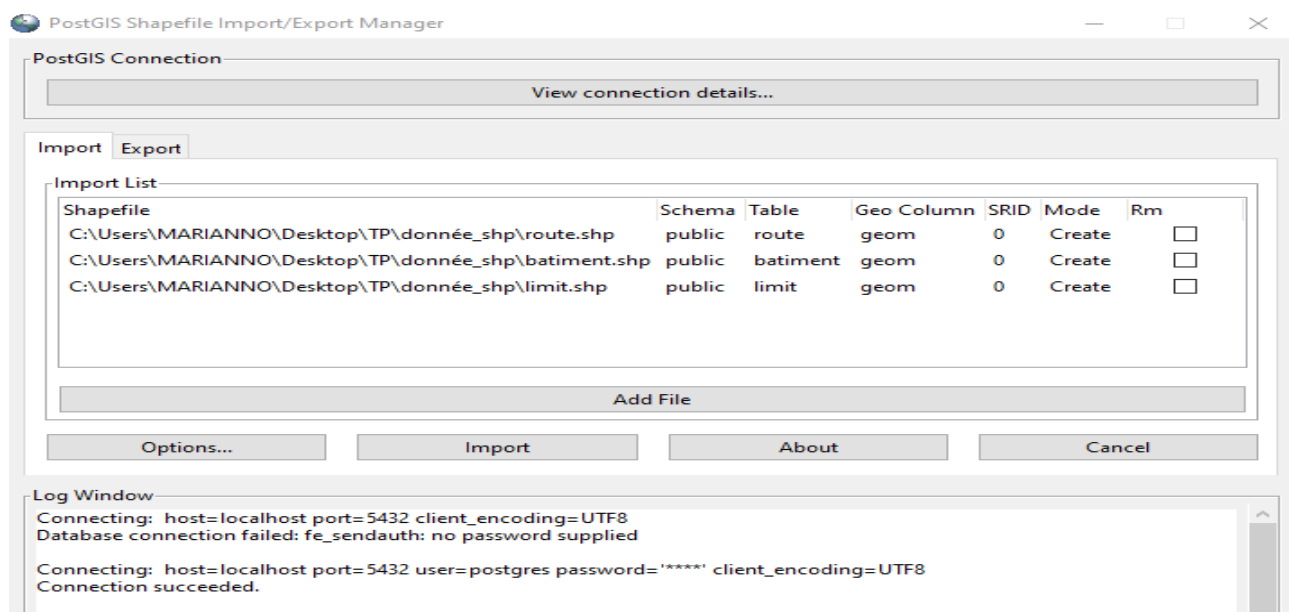 PostGIS Shapefile Import/Export Manager
PostGIS Connection
View connection details...
Import Export
Import List
Shapefile Schema Table Geo Column SRID Mode Rm
C:\Users\MARIANNO\Desktop\TP\donnée_shp\route.shp public route geom 0 Create
C:\Users\MARIANNO\Desktop\TP\donnée_shp\batiment.shp public batiment geom 0 Create
C:\Users\MARIANNO\Desktop\TP\donnée_shp\limit.shp public limit geom 0 Create
Add File
Options... Import About Cancel
Log Window
Connecting: host=localhost port=5432 client_encoding=UTF8
Database connection failed: fe_sendauth: no password supplied
Connecting: host=localhost port=5432 user=postgres password='****' client_encoding=UTF8
Connection succeeded.